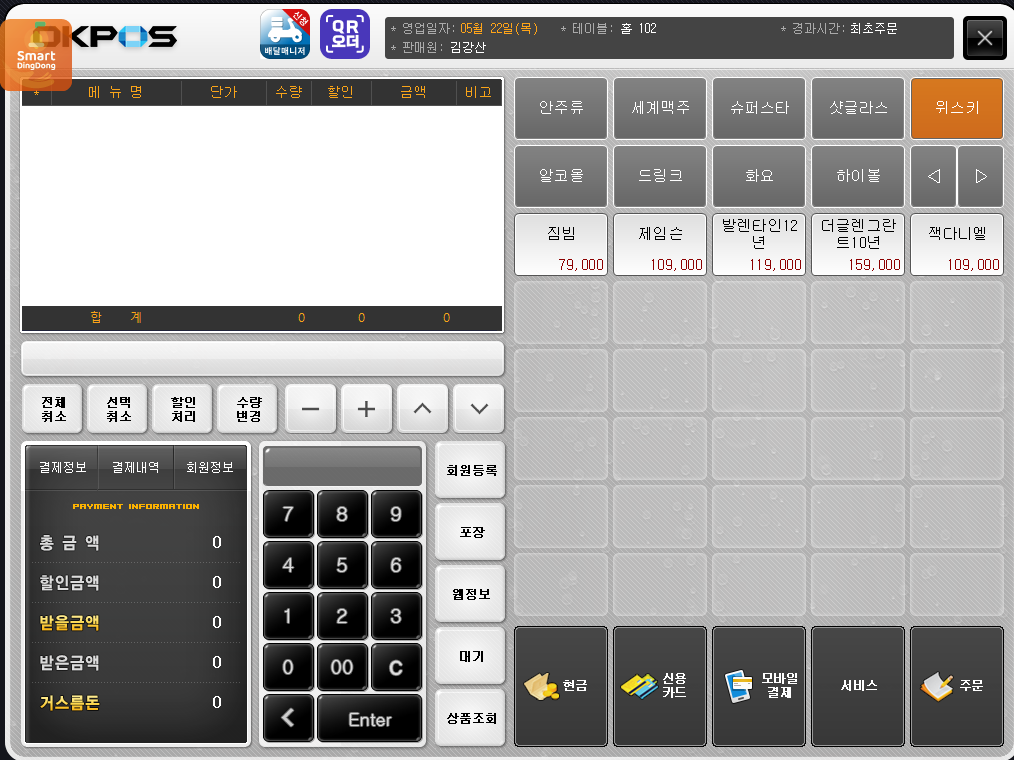 OKPOS
Smart
DingDong
신청
배달매니저
QR
오더
* 영업일자: 05월 22일(목) * 테이블: 홀 102 * 경과시간: 최초주문
* 판매원: 김강산
* 메 뉴 명 단가 수량 할인 금액 비고
합 계 0 0 0
전체
취소
선택
취소
할인
처리
수량
변경
결제정보 결제내역 회원정보
PAYMENT INFORMATION
총 금 액 0
할인금액 0
받을금액 0
받은금액 0
거스름돈 0
7 8 9
4 5 6
1 2 3
0 00 C
Enter
회원등록
포장
웹정보
대기
상품조회
안주류 세계맥주 슈퍼스타 샷글라스 위스키
알코올 드링크 화요 하이볼
짐빔
79,000
제임슨
109,000
발렌타인12
년
119,000
더글렌그란
트10년
159,000
잭다니엘
109,000
현금
신용
카드
모바일
결제
서비스
주문